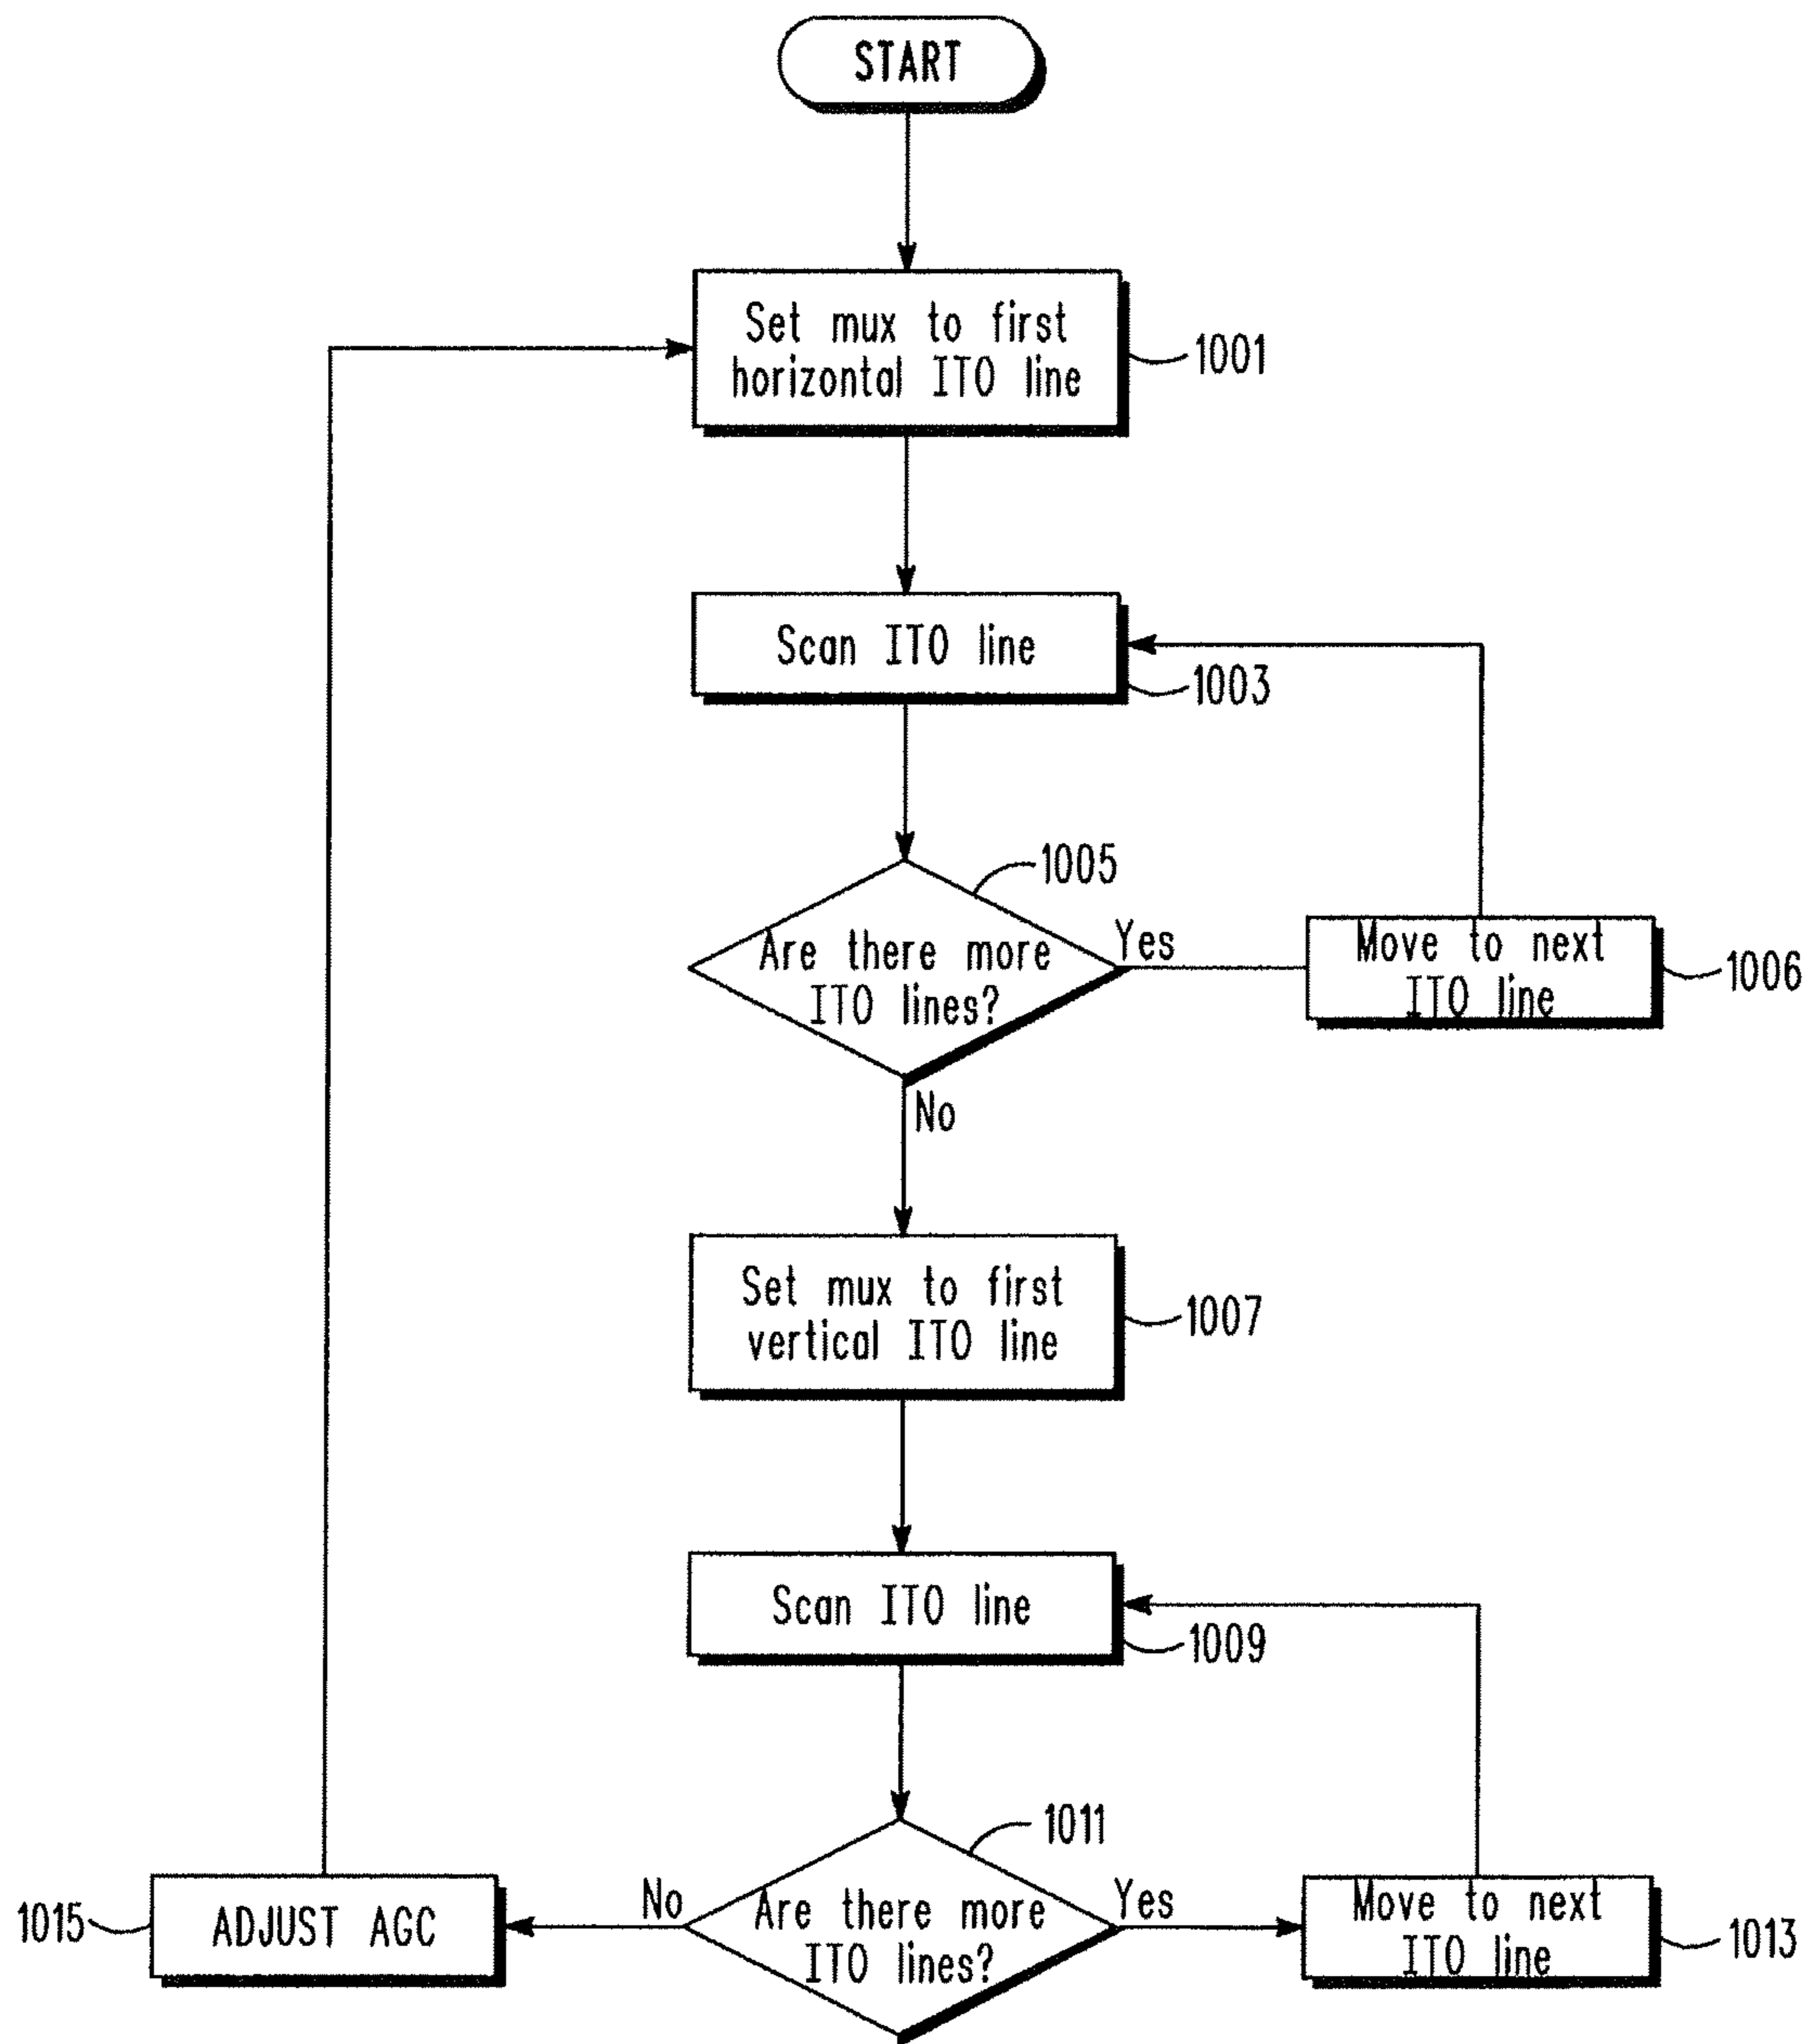 START
Set mux to first
horizontal ITO line
1001
Scan ITO line
1003
1005
Are there more
ITO lines?
Yes
Move to next
ITO line
1006
No
Set mux to first
vertical ITO line
1007
Scan ITO line
1009
1011
Are there more
ITO lines?
Yes
Move to next
ITO line
1013
No
ADJUST AGC
1015